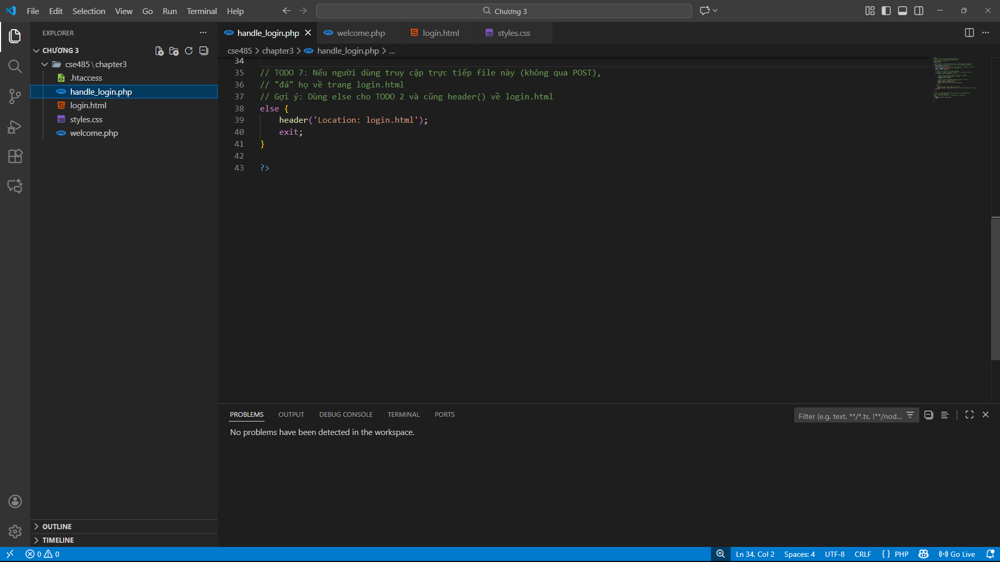 File Edit Selection View Go Run Terminal Help
Chương 3
EXPLORER
CHƯƠNG 3
cse485\chapter3
.htaccess
handle_login.php
login.html
styles.css
welcome.php
OUTLINE
TIMELINE
handle_login.php welcome.php login.html styles.css
cse485 > chapter3 > handle_login.php > ...
34
35 // TODO 7: Nếu người dùng truy cập trực tiếp file này (không qua POST),
36 // "đá" họ về trang login.html
37 // Gợi ý: Dùng else cho TODO 2 và cũng header() về login.html
38 else {
39 header('Location: login.html');
40 exit;
41 }
42
43 ?>
PROBLEMS OUTPUT DEBUG CONSOLE TERMINAL PORTS
Filter (e.g. text, **/*.ts, !**/nod...
No problems have been detected in the workspace.
0 0
Ln 34, Col 2 Spaces: 4 UTF-8 CRLF { } PHP Go Live